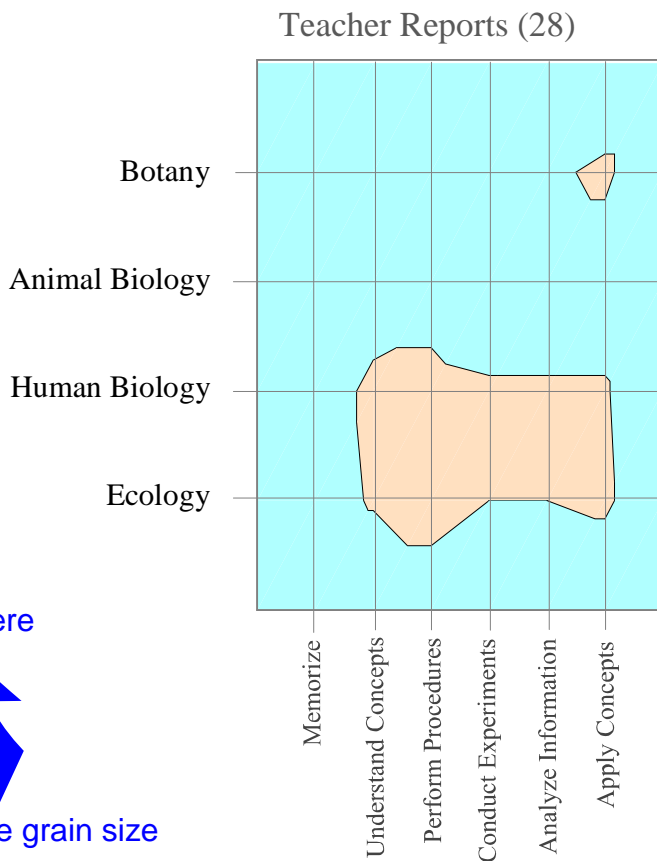 Teacher Reports (28)
Botany
Animal Biology
Human Biology
Ecology
Memorize
Understand Concepts
Perform Procedures
Conduct Experiments
Analyze Information
Apply Concepts
grain size